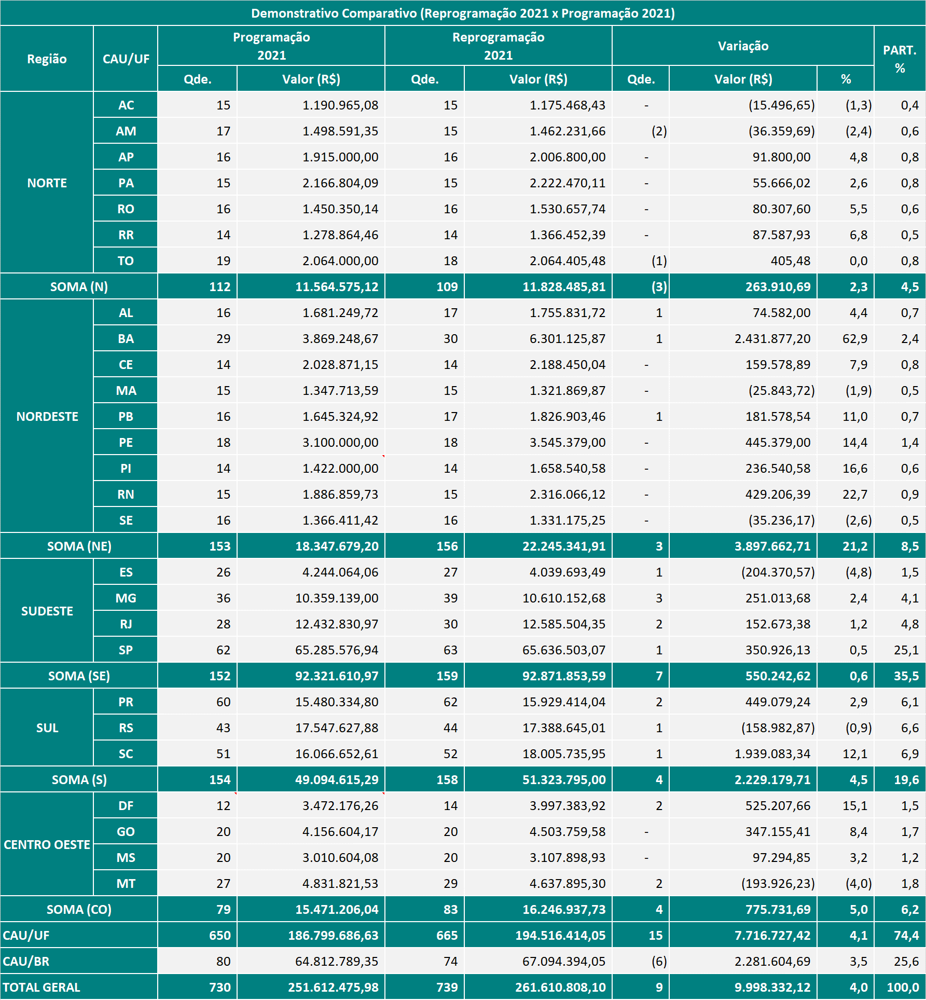 Demonstrativo Comparativo (Reprogramação 2021 x Programação 2021)
Região CAU/UF Programação 2021 Reprogramação 2021 Variação PART. %
Qde. Valor (R$) Qde. Valor (R$) Qde. Valor (R$) %
NORTE
AC 15 1.190.965,08 15 1.175.468,43 - (15.496,65) (1,3) 0,4
AM 17 1.498.591,35 15 1.462.231,66 (2) (36.359,69) (2,4) 0,6
AP 16 1.915.000,00 16 2.006.800,00 - 91.800,00 4,8 0,8
PA 15 2.166.804,09 15 2.222.470,11 - 55.666,02 2,6 0,8
RO 16 1.450.350,14 16 1.530.657,74 - 80.307,60 5,5 0,6
RR 14 1.278.864,46 14 1.366.452,39 - 87.587,93 6,8 0,5
TO 19 2.064.000,00 18 2.064.405,48 (1) 405,48 0,0 0,8
SOMA (N) 112 11.564.575,12 109 11.828.485,81 (3) 263.910,69 2,3 4,5
NORDESTE
AL 16 1.681.249,72 17 1.755.831,72 1 74.582,00 4,4 0,7
BA 29 3.869.248,67 30 6.301.125,87 1 2.431.877,20 62,9 2,4
CE 14 2.028.871,15 14 2.188.450,04 - 159.578,89 7,9 0,8
MA 15 1.347.713,59 15 1.321.869,87 - (25.843,72) (1,9) 0,5
PB 16 1.645.324,92 17 1.826.903,46 1 181.578,54 11,0 0,7
PE 18 3.100.000,00 18 3.545.379,00 - 445.379,00 14,4 1,4
PI 14 1.422.000,00 14 1.658.540,58 - 236.540,58 16,6 0,6
RN 15 1.886.859,73 15 2.316.066,12 - 429.206,39 22,7 0,9
SE 16 1.366.411,42 16 1.331.175,25 - (35.236,17) (2,6) 0,5
SOMA (NE) 153 18.347.679,20 156 22.245.341,91 3 3.897.662,71 21,2 8,5
SUDESTE
ES 26 4.244.064,06 27 4.039.693,49 1 (204.370,57) (4,8) 1,5
MG 36 10.359.139,00 39 10.610.152,68 3 251.013,68 2,4 4,1
RJ 28 12.432.830,97 30 12.585.504,35 2 152.673,38 1,2 4,8
SP 62 65.285.576,94 63 65.636.503,07 1 350.926,13 0,5 25,1
SOMA (SE) 152 92.321.610,97 159 92.871.853,59 7 550.242,62 0,6 35,5
SUL
PR 60 15.480.334,80 62 15.929.414,04 2 449.079,24 2,9 6,1
RS 43 17.547.627,88 44 17.388.645,01 1 (158.982,87) (0,9) 6,6
SC 51 16.066.652,61 52 18.005.735,95 1 1.939.083,34 12,1 6,9
SOMA (S) 154 49.094.615,29 158 51.323.795,00 4 2.229.179,71 4,5 19,6
CENTRO OESTE
DF 12 3.472.176,26 14 3.997.383,92 2 525.207,66 15,1 1,5
GO 20 4.156.604,17 20 4.503.759,58 - 347.155,41 8,4 1,7
MS 20 3.010.604,08 20 3.107.898,93 - 97.294,85 3,2 1,2
MT 27 4.831.821,53 29 4.637.895,30 2 (193.926,23) (4,0) 1,8
SOMA (CO) 79 15.471.206,04 83 16.246.937,73 4 775.731,69 5,0 6,2
CAU/UF 650 186.799.686,63 665 194.516.414,05 15 7.716.727,42 4,1 74,4
CAU/BR 80 64.812.789,35 74 67.094.394,05 (6) 2.281.604,69 3,5 25,6
TOTAL GERAL 730 251.612.475,98 739 261.610.808,10 9 9.998.332,12 4,0 100,0